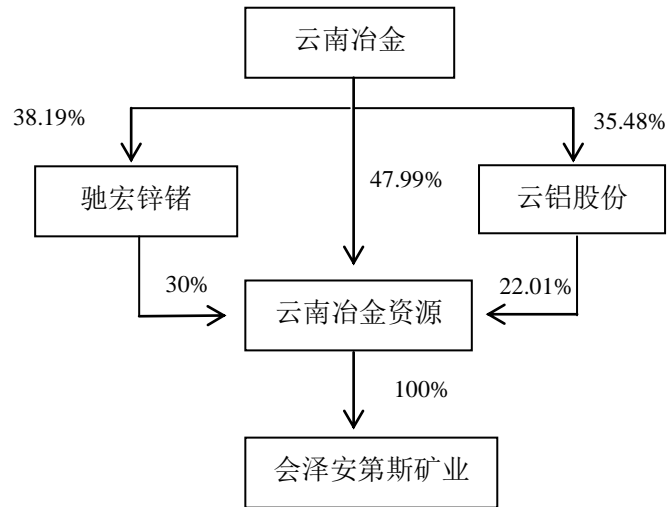 云南冶金
38.19%
35.48%
47.99%
驰宏锌锗
云铝股份
30%
22.01%
云南冶金资源
100%
会泽安第斯矿业